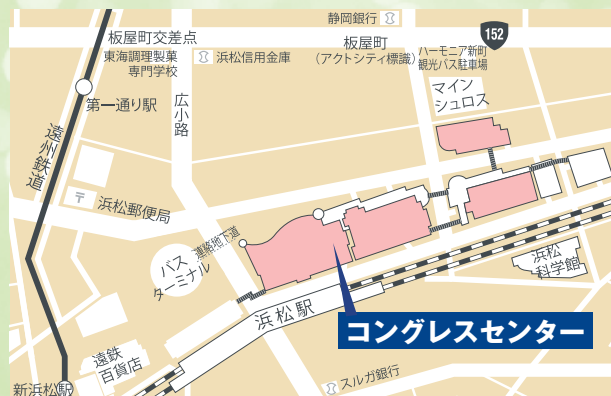 静岡銀行
152
板屋町交差点
板屋町
(アクトシティ標識)
ハーモニア新町
観光バス駐車場
東海調理製菓
専門学校
浜松信用金庫
マイン
シュロス
第一通り駅
広小路
遠州鉄道
〒
浜松郵便局
連絡地下道
バス
ターミナル
浜松
科学館
浜松駅
コングレスセンター
遠鉄
百貨店
スルガ銀行
新浜松駅